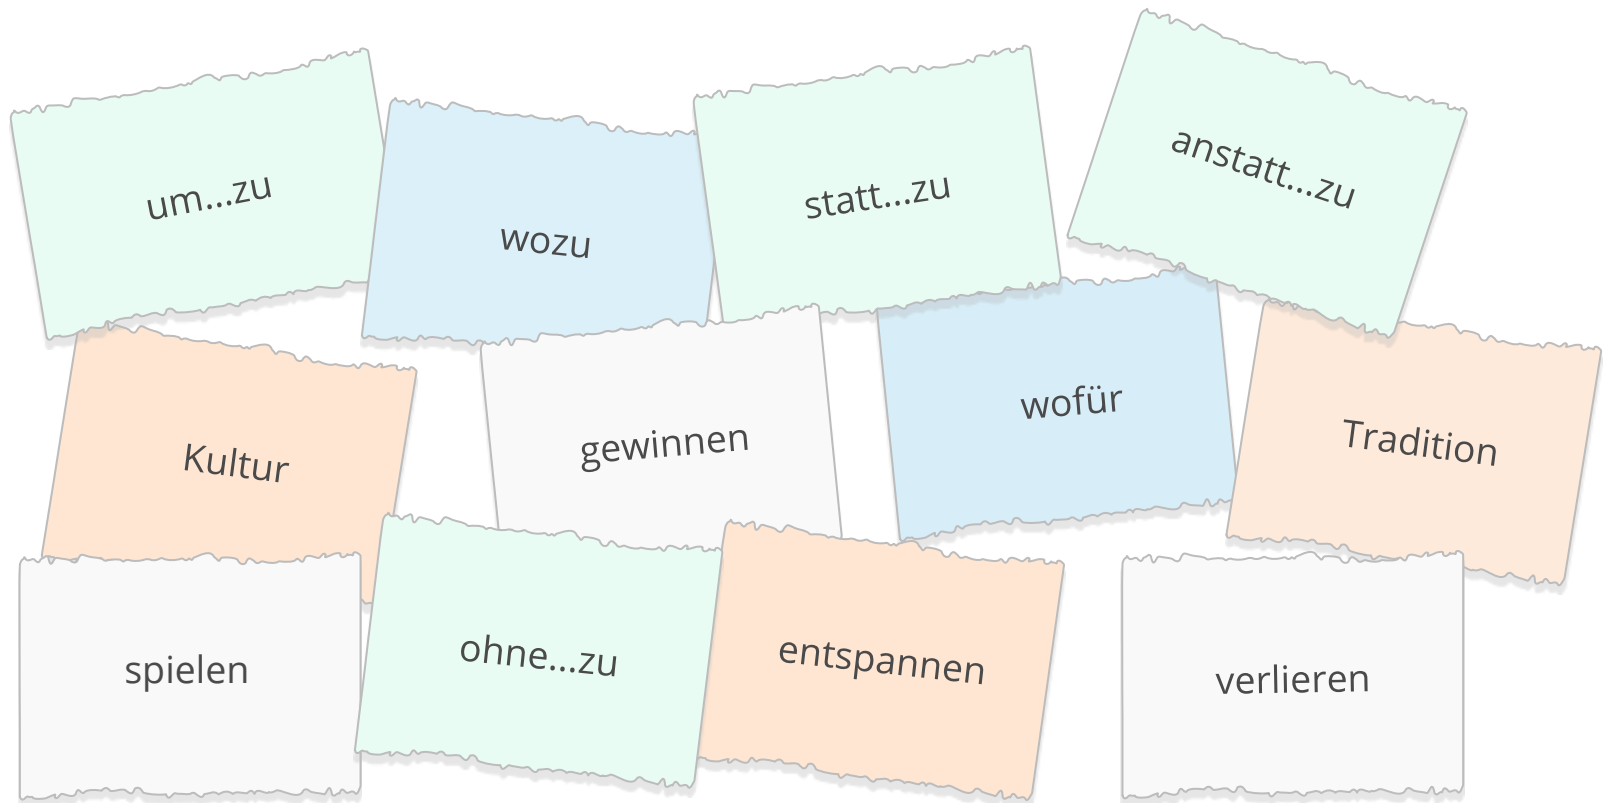 um...zu
wozu
statt...zu
anstatt...zu
Kultur
gewinnen
wofür
Tradition
spielen
ohne...zu
entspannen
verlieren